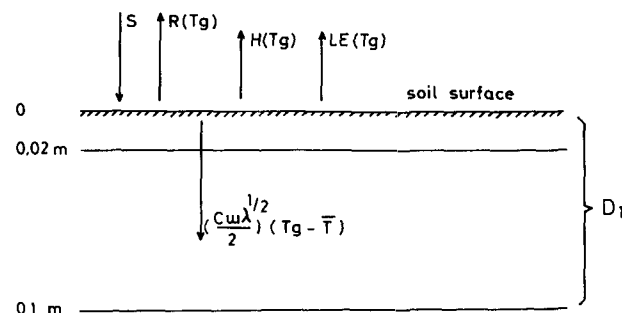 S R(Tg) H(Tg) LE(Tg)
soil surface
0
0,02 m
(Cωλ/2)^1/2 (Tg - T̅)
D1
0,1 m